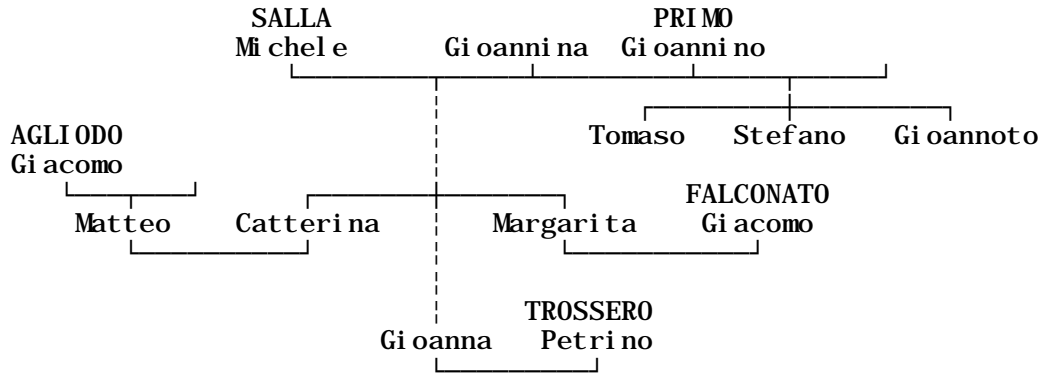 SALLA PRIMO
Michele Gioannina Gioannino
Tomaso Stefano Gioannoto
AGLIODO
Giacomo
FALCONATO
Matteo Catterina Margarita Giacomo
TROSSERO
Gioanna Petrino